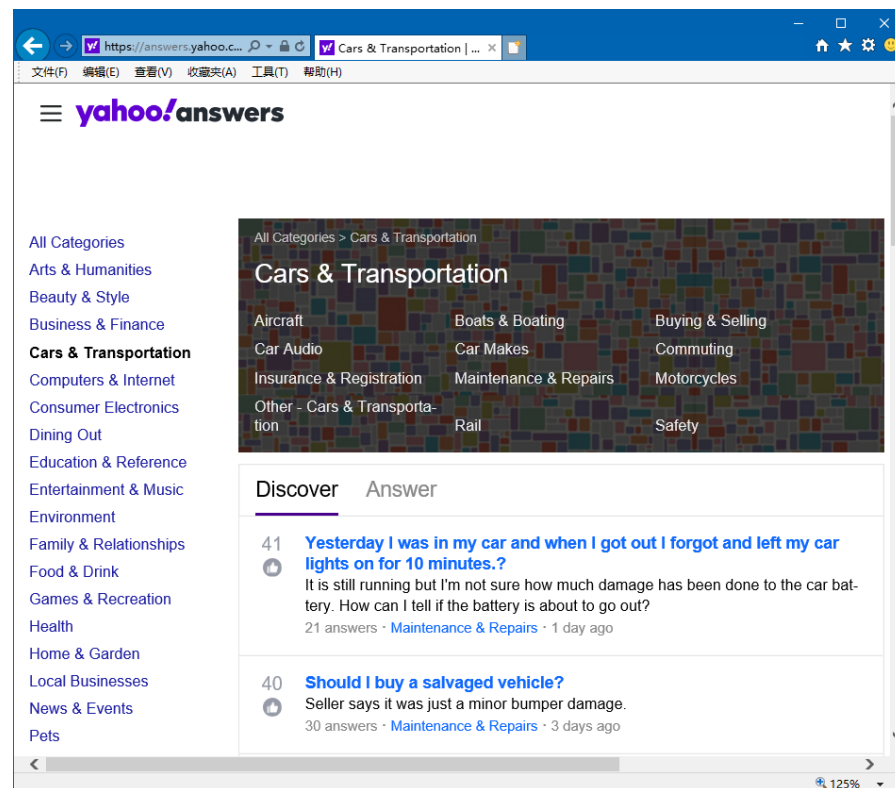 https://answers.yahoo.c...
Cars & Transportation | ...
文件(F) 编辑(E) 查看(V) 收藏夹(A) 工具(T) 帮助(H)
yahoo!answers
All Categories
Arts & Humanities
Beauty & Style
Business & Finance
Cars & Transportation
Computers & Internet
Consumer Electronics
Dining Out
Education & Reference
Entertainment & Music
Environment
Family & Relationships
Food & Drink
Games & Recreation
Health
Home & Garden
Local Businesses
News & Events
Pets
All Categories > Cars & Transportation
Cars & Transportation
Aircraft Boats & Boating Buying & Selling
Car Audio Car Makes Commuting
Insurance & Registration Maintenance & Repairs Motorcycles
Other - Cars & Transporta-
tion Rail Safety
Discover Answer
41 Yesterday I was in my car and when I got out I forgot and left my car
lights on for 10 minutes.?
It is still running but I'm not sure how much damage has been done to the car bat-
tery. How can I tell if the battery is about to go out?
21 answers · Maintenance & Repairs · 1 day ago
40 Should I buy a salvaged vehicle?
Seller says it was just a minor bumper damage.
30 answers · Maintenance & Repairs · 3 days ago
125%